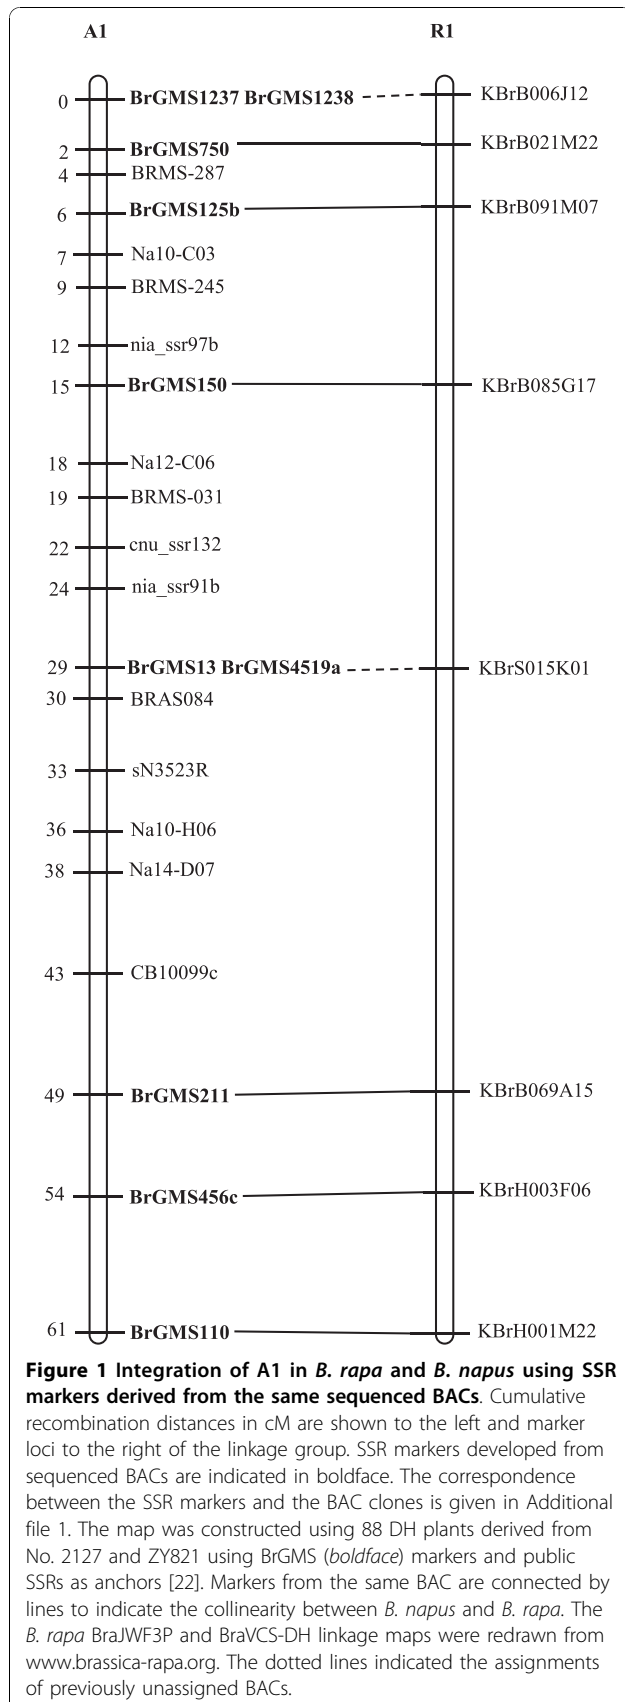 A1 R1
0 BrGMS1237 BrGMS1238 KBrB006J12
2 BrGMS750 KBrB021M22
4 BRMS-287
6 BrGMS125b KBrB091M07
7 Na10-C03
9 BRMS-245
12 nia_ssr97b
15 BrGMS150 KBrB085G17
18 Na12-C06
19 BRMS-031
22 cnu_ssr132
24 nia_ssr91b
29 BrGMS13 BrGMS4519a KBrS015K01
30 BRAS084
33 sN3523R
36 Na10-H06
38 Na14-D07
43 CB10099c
49 BrGMS211 KBrB069A15
54 BrGMS456c KBrH003F06
61 BrGMS110 KBrH001M22
Figure 1 Integration of A1 in B. rapa and B. napus using SSR
markers derived from the same sequenced BACs. Cumulative
recombination distances in cM are shown to the left and marker
loci to the right of the linkage group. SSR markers developed from
sequenced BACs are indicated in boldface. The correspondence
between the SSR markers and the BAC clones is given in Additional
file 1. The map was constructed using 88 DH plants derived from
No. 2127 and ZY821 using BrGMS (boldface) markers and public
SSRs as anchors [22]. Markers from the same BAC are connected by
lines to indicate the collinearity between B. napus and B. rapa. The
B. rapa BraJWF3P and BraVCS-DH linkage maps were redrawn from
www.brassica-rapa.org. The dotted lines indicated the assignments
of previously unassigned BACs.